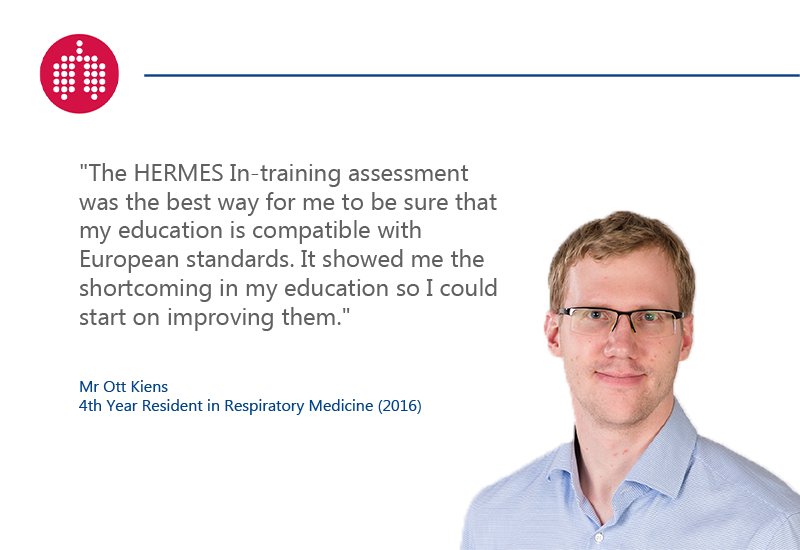 "The HERMES In-training assessment
was the best way for me to be sure that
my education is compatible with
European standards. It showed me the
shortcoming in my education so I could
start on improving them."
Mr Ott Kiens
4th Year Resident in Respiratory Medicine (2016)